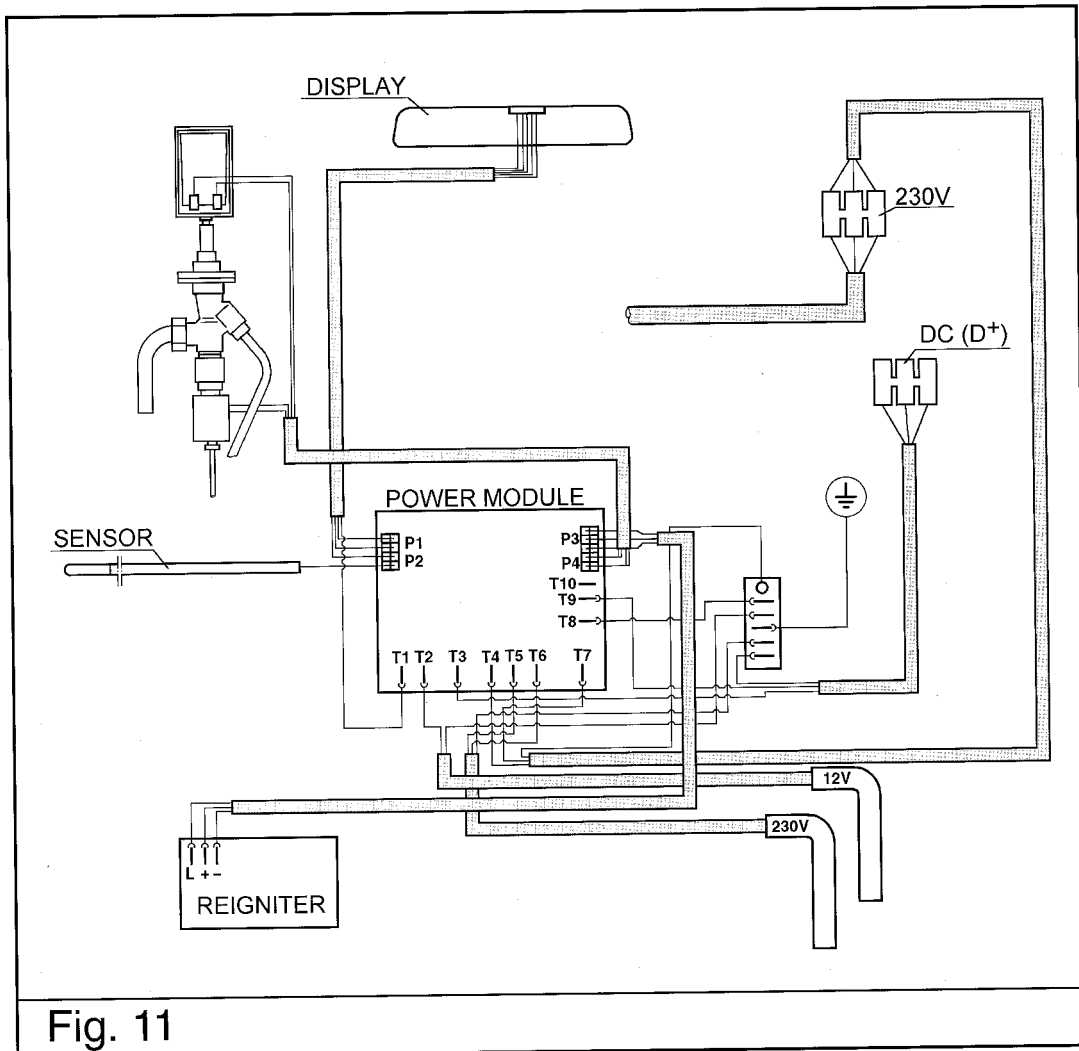 DISPLAY
230V
DC (D+)
POWER MODULE
SENSOR
P1
P2
P3
P4
T10
T9
T8
T1 T2 T3 T4 T5 T6 T7
12V
230V
L + -
REIGNITER
Fig. 11